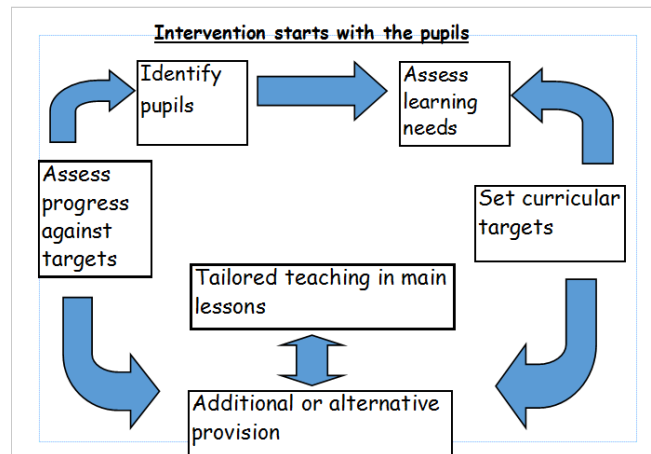 Intervention starts with the pupils
Identify
pupils
Assess
learning
needs
Assess
progress
against
targets
Set curricular
targets
Tailored teaching in main
lessons
Additional or alternative
provision